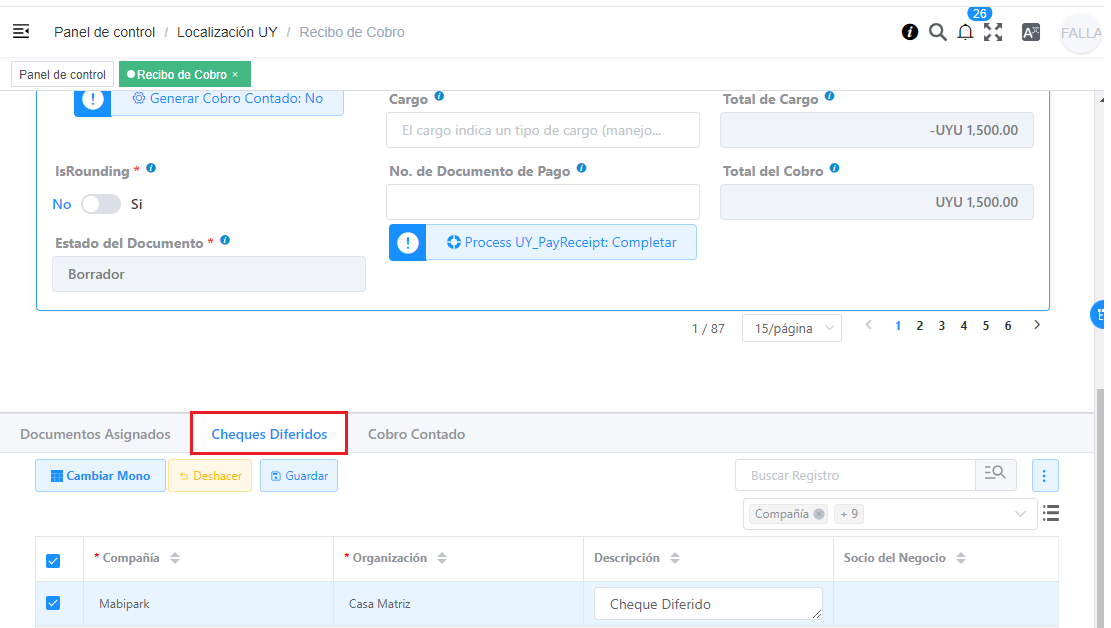 26
Panel de control / Localización UY / Recibo de Cobro
FALLA
Panel de control
Recibo de Cobro ×
Generar Cobro Contado: No
Cargo
Total de Cargo
El cargo indica un tipo de cargo (manejo...
-UYU 1,500.00
IsRounding *
No. de Documento de Pago
Total del Cobro
No
Si
UYU 1,500.00
Estado del Documento *
Process UY_PayReceipt: Completar
Borrador
1 / 87
15/página
1 2 3 4 5 6
Documentos Asignados
Cheques Diferidos
Cobro Contado
Cambiar Mono
Deshacer
Guardar
Buscar Registro
Compañía
+ 9
* Compañía
* Organización
Descripción
Socio del Negocio
Mabipark
Casa Matriz
Cheque Diferido